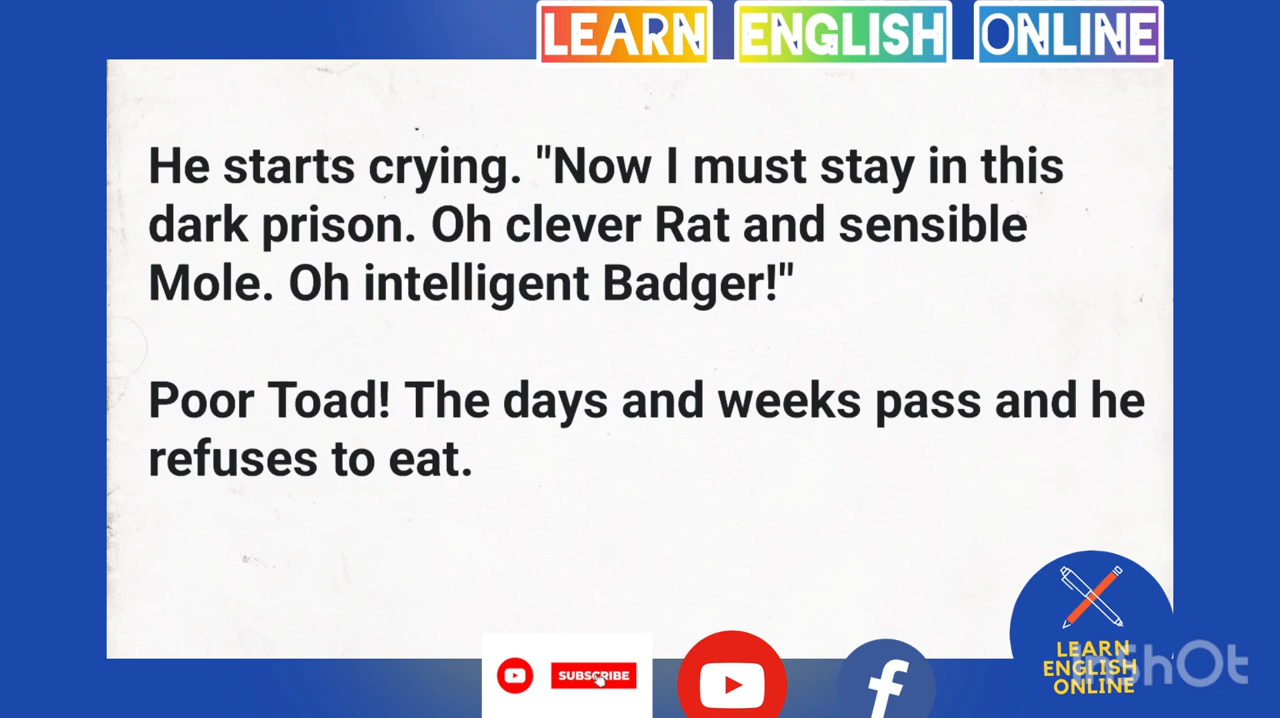 LEARN ENGLISH ONLINE
He starts crying. "Now I must stay in this
dark prison. Oh clever Rat and sensible
Mole. Oh intelligent Badger!"
Poor Toad! The days and weeks pass and he
refuses to eat.
SUBSCRIBE
f
LEARN
ENGLISH
ONLINE
InShOt